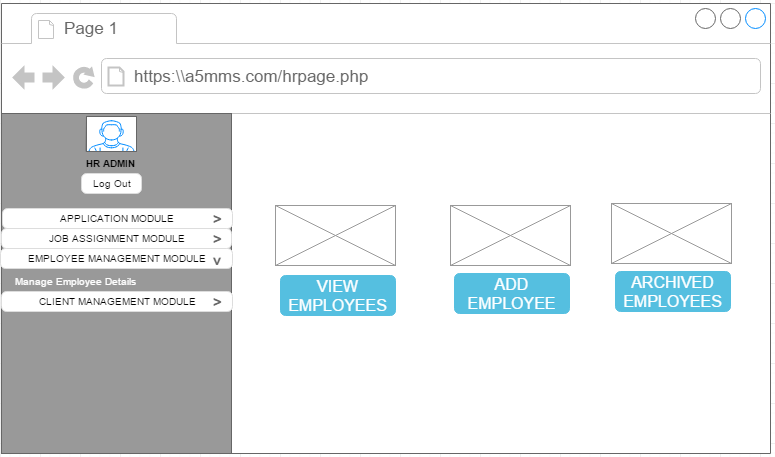 Page 1
https:\\a5mms.com/hrpage.php
HR ADMIN
Log Out
APPLICATION MODULE >
JOB ASSIGNMENT MODULE >
EMPLOYEE MANAGEMENT MODULE v
Manage Employee Details
CLIENT MANAGEMENT MODULE >
VIEW
EMPLOYEES
ADD
EMPLOYEE
ARCHIVED
EMPLOYEES